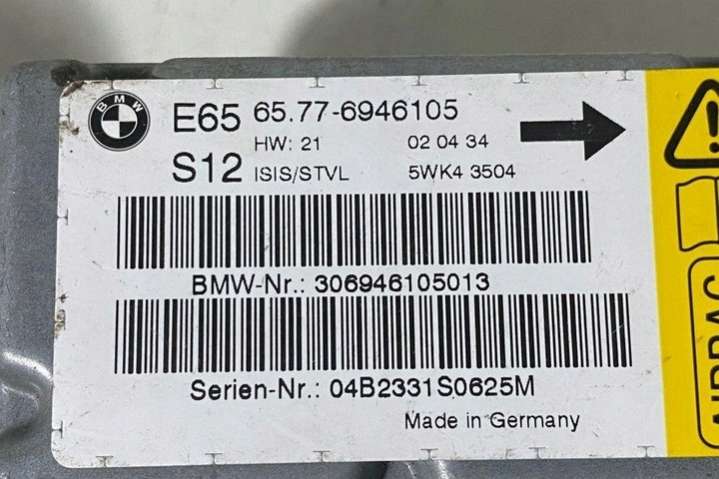 BMW
E65 65.77-6946105
HW: 21 02 04 34
S12 ISIS/STVL 5WK4 3504
BMW-Nr.: 306946105013
Serien-Nr.: 04B2331S0625M
Made in Germany
AIRBAG